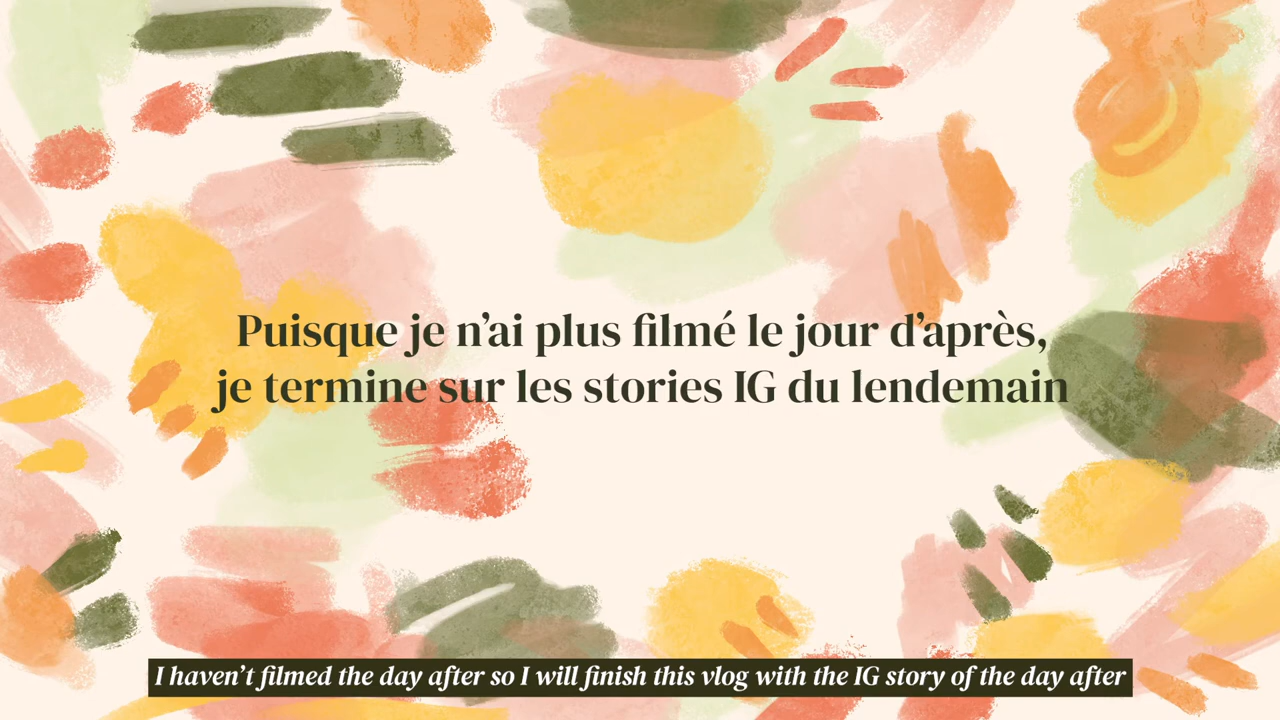 Puisque je n’ai plus filmé le jour d’après,
je termine sur les stories IG du lendemain
I haven’t filmed the day after so I will finish this vlog with the IG story of the day after